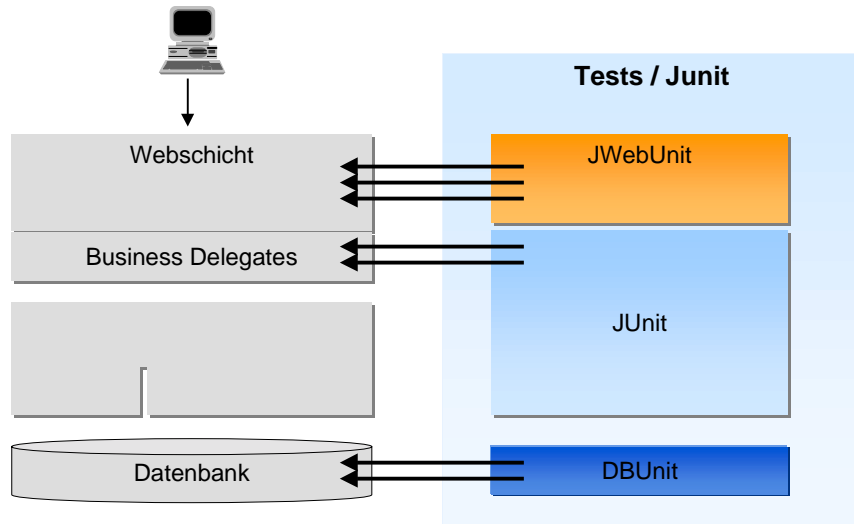 Tests / Junit
Webschicht
JWebUnit
Business Delegates
JUnit
Datenbank
DBUnit